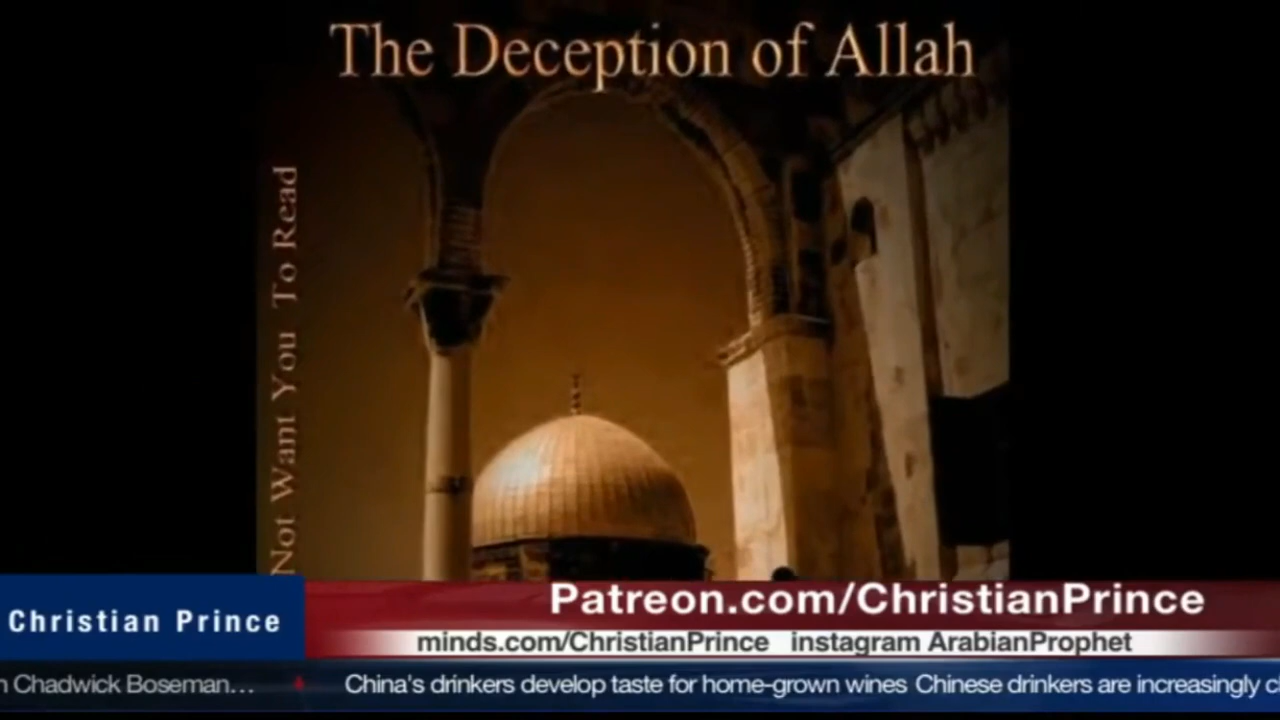 The Deception of Allah
Not Want You To Read
Christian Prince
Patreon.com/ChristianPrince
minds.com/ChristianPrince instagram ArabianProphet
Chadwick Boseman... China's drinkers develop taste for home-grown wines Chinese drinkers are increasingly